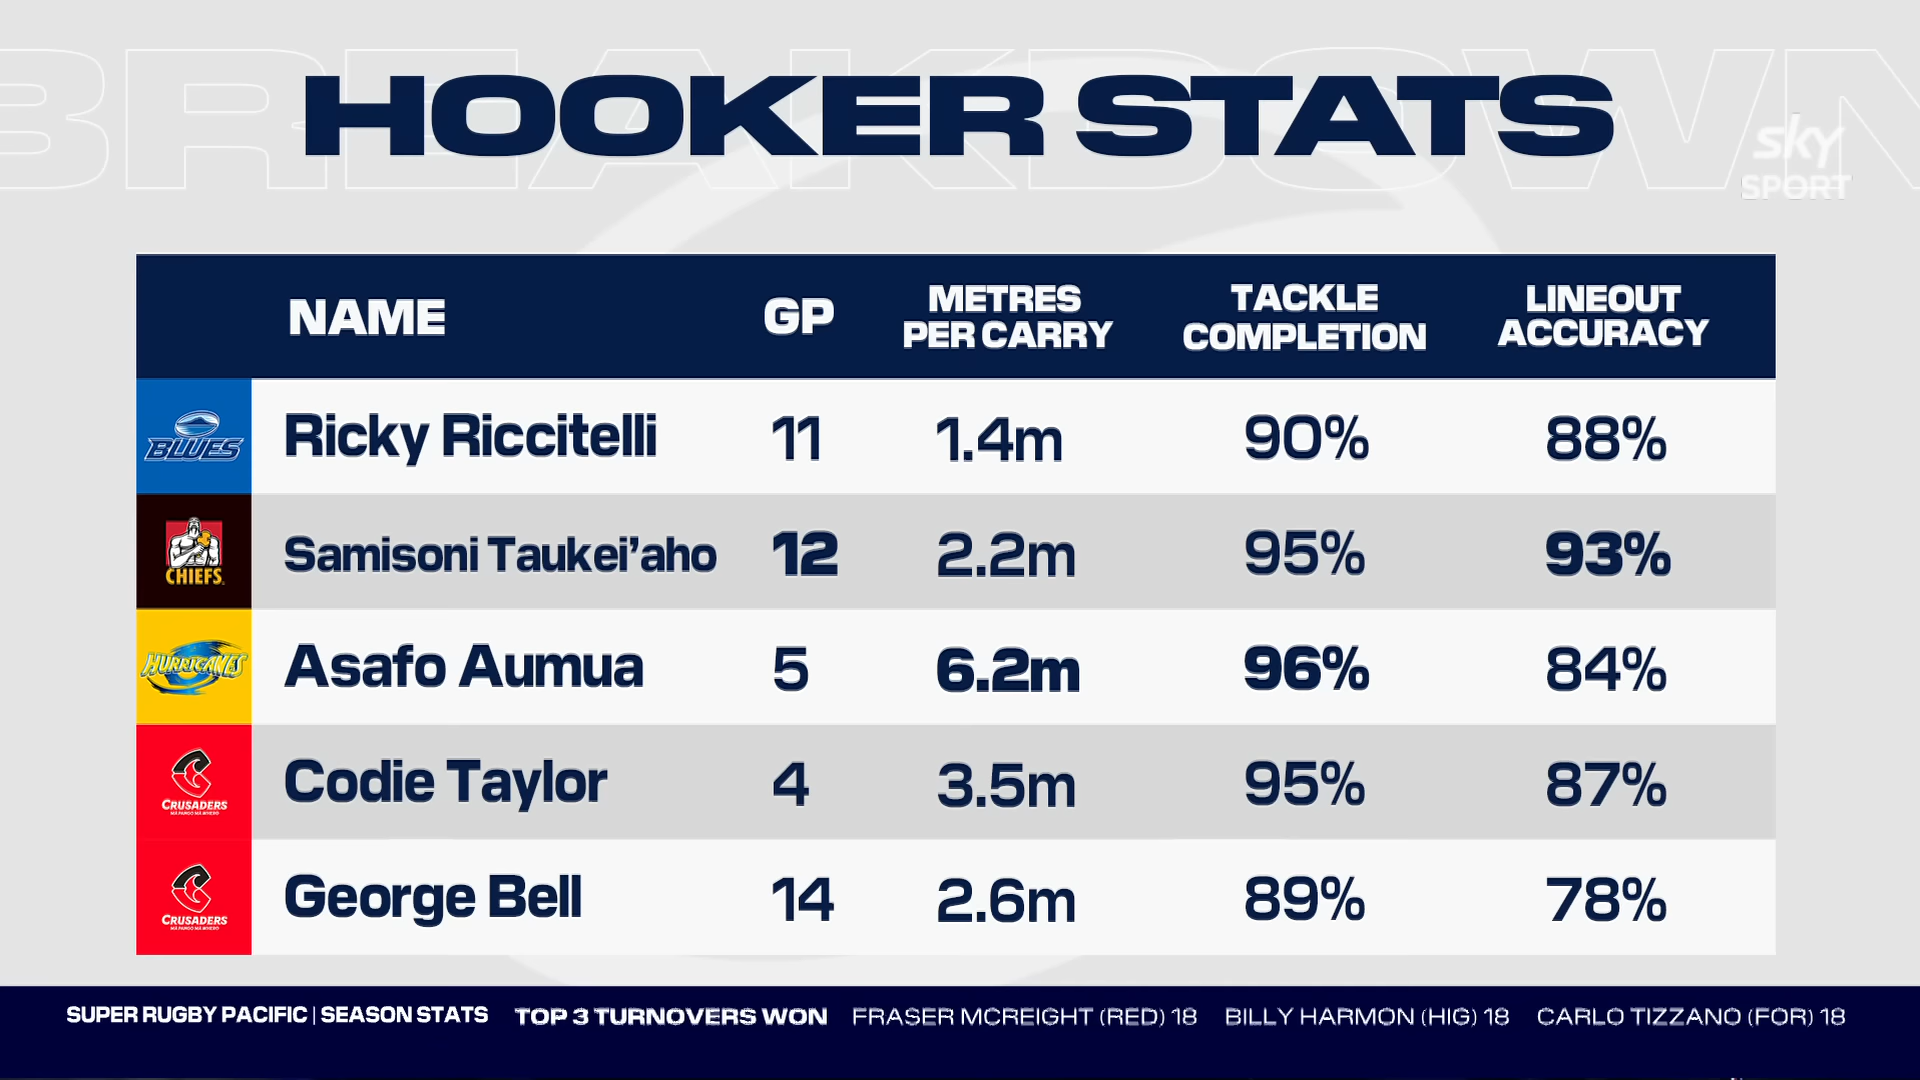 BREAKDOWN
HOOKER STATS
sky
SPORT
NAME GP METRES PER CARRY TACKLE COMPLETION LINEOUT ACCURACY
BLUES Ricky Riccitelli 11 1.4m 90% 88%
CHIEFS Samisoni Taukei’aho 12 2.2m 95% 93%
HURRICANES Asafo Aumua 5 6.2m 96% 84%
CRUSADERS Codie Taylor 4 3.5m 95% 87%
CRUSADERS George Bell 14 2.6m 89% 78%
SUPER RUGBY PACIFIC | SEASON STATS TOP 3 TURNOVERS WON FRASER MCREIGHT (RED) 18 BILLY HARMON (HIG) 18 CARLO TIZZANO (FOR) 18